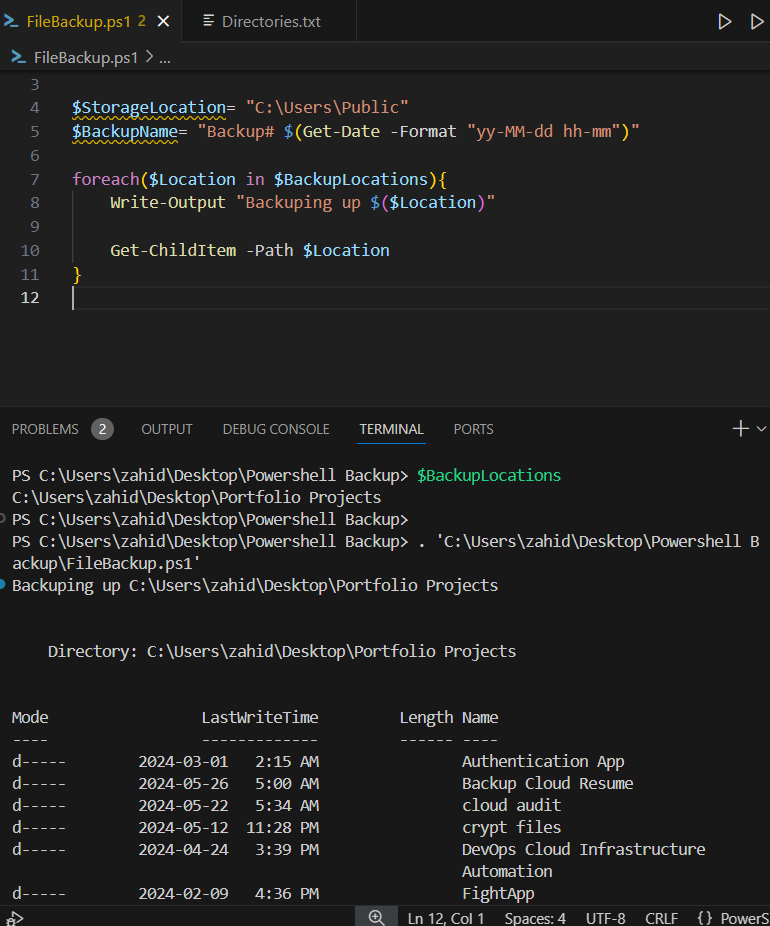 FileBackup.ps1 2
Directories.txt
FileBackup.ps1 > ...
3
4 $StorageLocation= "C:\Users\Public"
5 $BackupName= "Backup# $(Get-Date -Format "yy-MM-dd hh-mm")"
6
7 foreach($Location in $BackupLocations){
8 Write-Output "Backuping up $($Location)"
9
10 Get-ChildItem -Path $Location
11 }
12
PROBLEMS 2 OUTPUT DEBUG CONSOLE TERMINAL PORTS
PS C:\Users\zahid\Desktop\Powershell Backup> $BackupLocations
C:\Users\zahid\Desktop\Portfolio Projects
PS C:\Users\zahid\Desktop\Powershell Backup>
PS C:\Users\zahid\Desktop\Powershell Backup> . 'C:\Users\zahid\Desktop\Powershell B
ackup\FileBackup.ps1'
Backuping up C:\Users\zahid\Desktop\Portfolio Projects
Directory: C:\Users\zahid\Desktop\Portfolio Projects
Mode LastWriteTime Length Name
---- ------------- ------ ----
d----- 2024-03-01 2:15 AM Authentication App
d----- 2024-05-26 5:00 AM Backup Cloud Resume
d----- 2024-05-22 5:34 AM cloud audit
d----- 2024-05-12 11:28 PM crypt files
d----- 2024-04-24 3:39 PM DevOps Cloud Infrastructure
Automation
d----- 2024-02-09 4:36 PM FightApp
Ln 12, Col 1 Spaces: 4 UTF-8 CRLF {} PowerS